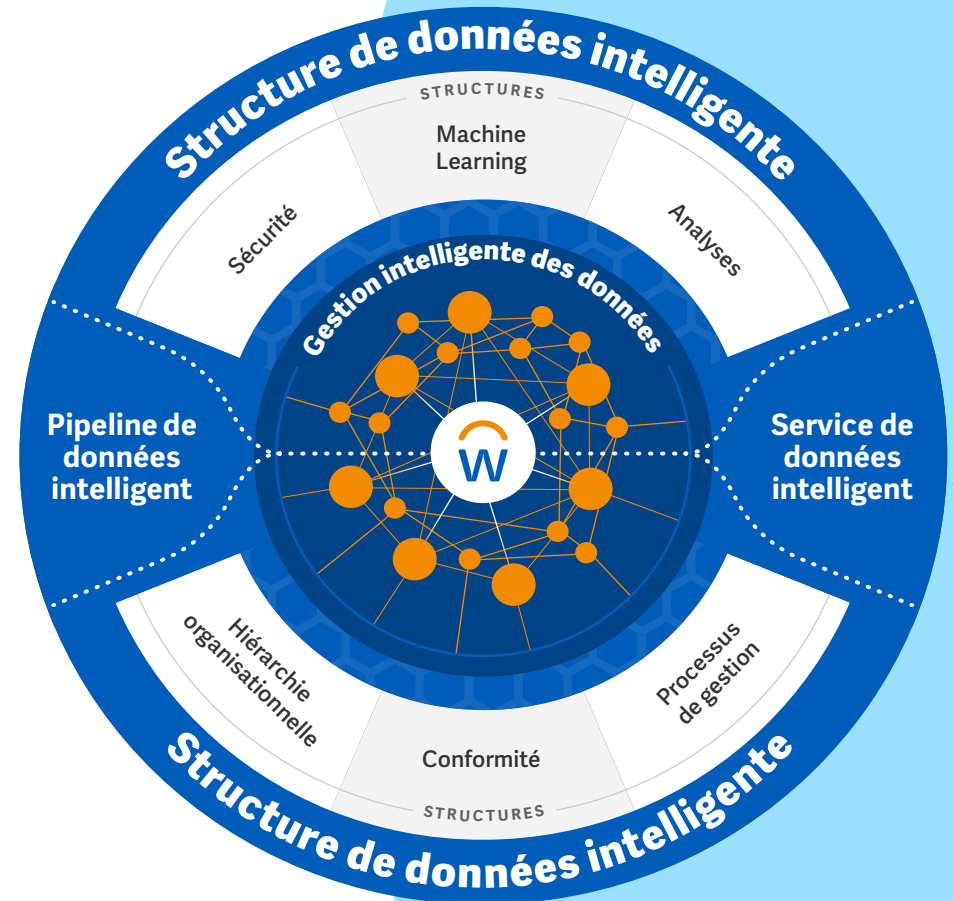 Structure de données intelligente
STRUCTURES
Machine
Learning
Sécurité
Analyses
Gestion intelligente des données
Pipeline de
données
intelligent
W
Service de
données
intelligent
Hiérarchie
organisationnelle
Processus
de gestion
Conformité
STRUCTURES
Structure de données intelligente